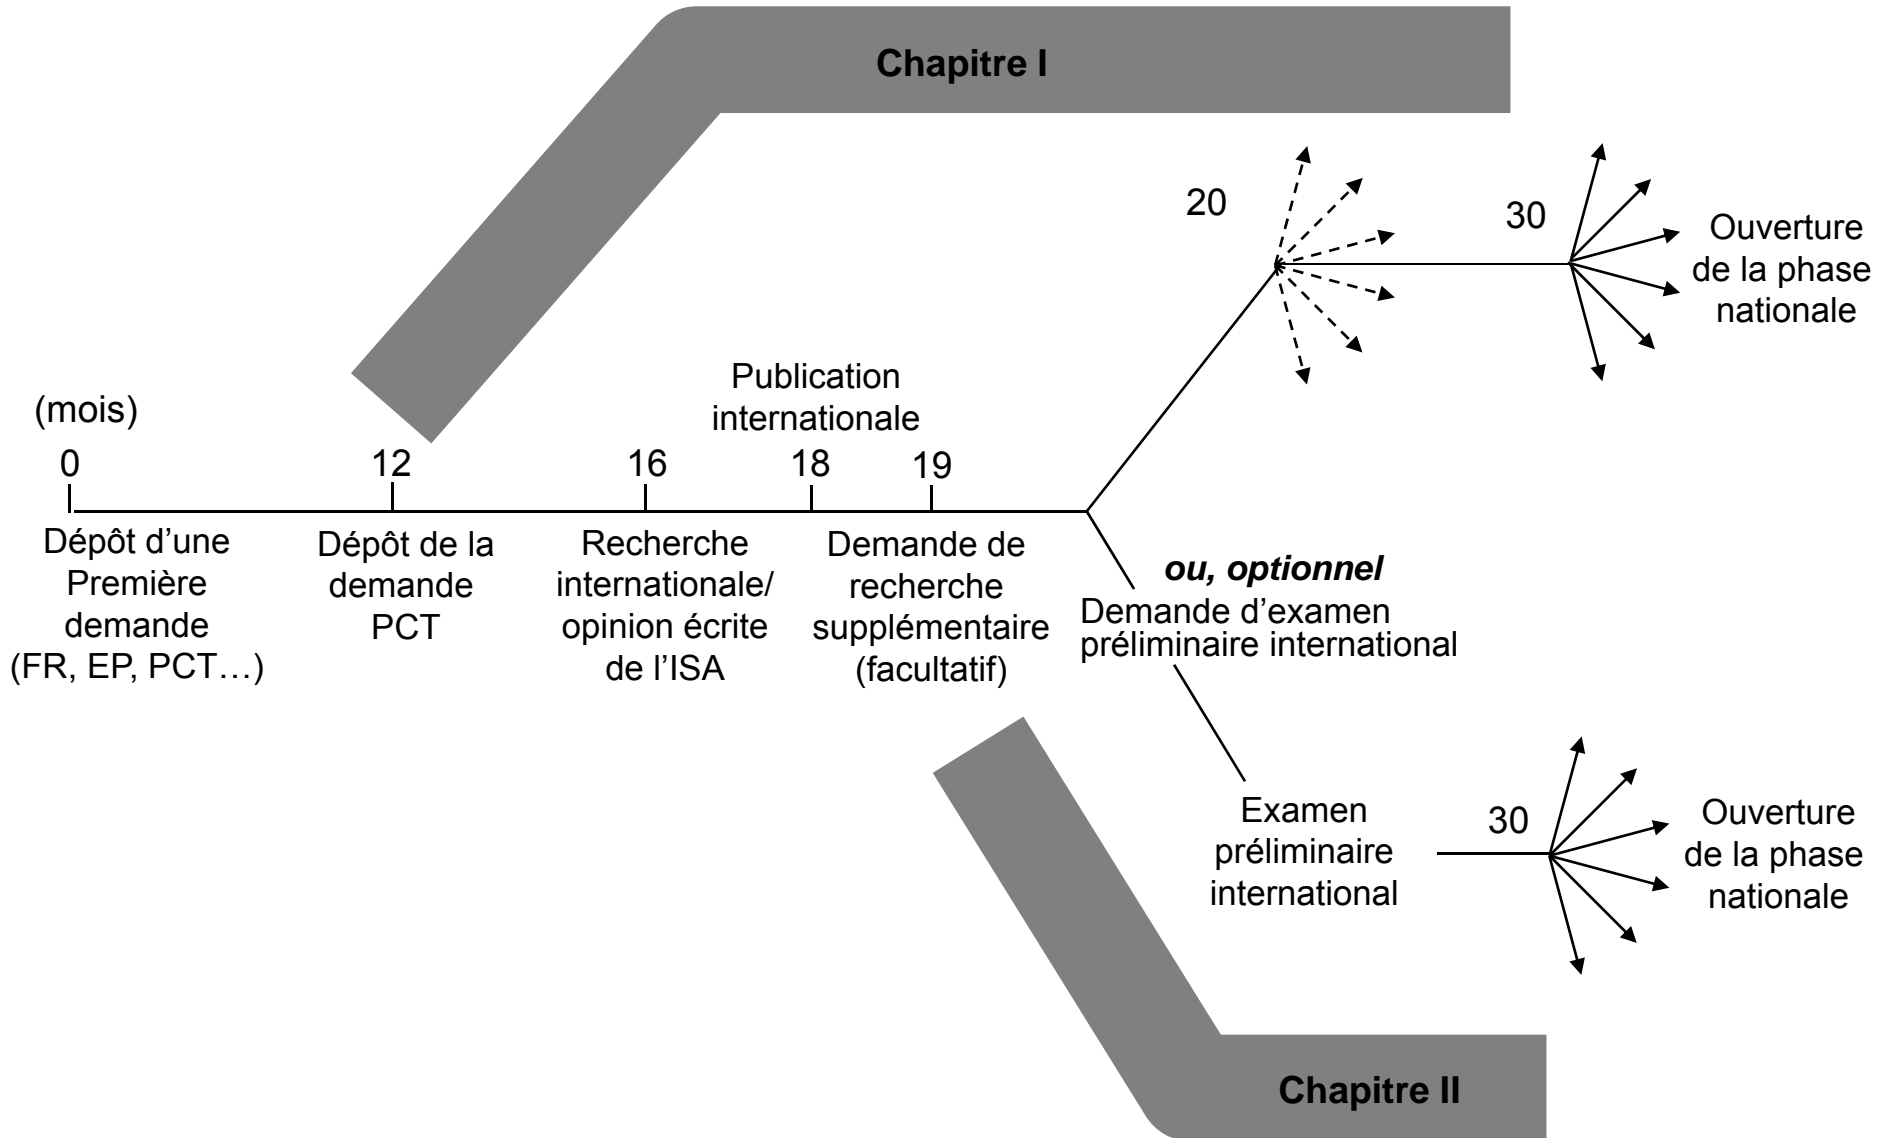 Chapitre I
20
30
Ouverture
de la phase
nationale
(mois)
Publication
internationale
0
12
16
18
19
Dépôt d’une
Première
demande
(FR, EP, PCT…)
Dépôt de la
demande
PCT
Recherche
internationale/
opinion écrite
de l’ISA
Demande de
recherche
supplémentaire
(facultatif)
ou, optionnel
Demande d’examen
préliminaire international
Examen
préliminaire
international
30
Ouverture
de la phase
nationale
Chapitre II